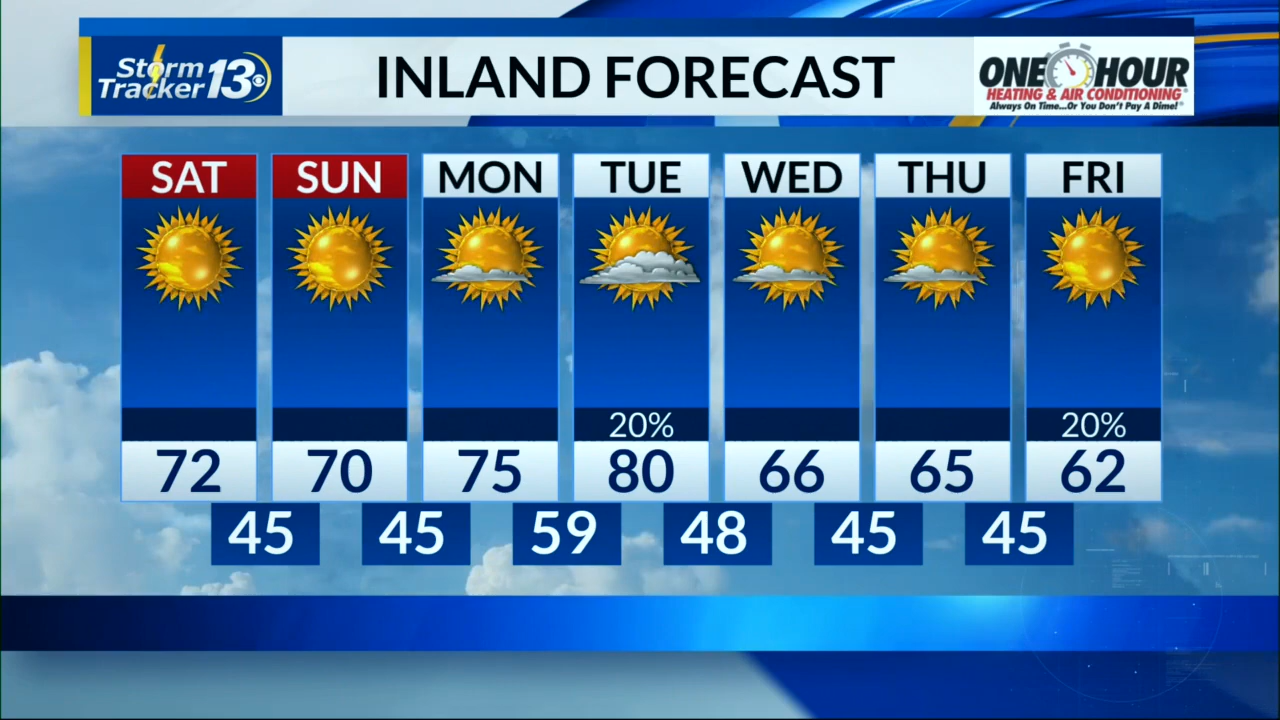 Storm
Tracker 13
INLAND FORECAST
ONE HOUR
HEATING & AIR CONDITIONING®
Always On Time...Or You Don't Pay A Dime!®
SAT SUN MON TUE WED THU FRI
20% 20%
72 70 75 80 66 65 62
45 45 59 48 45 45